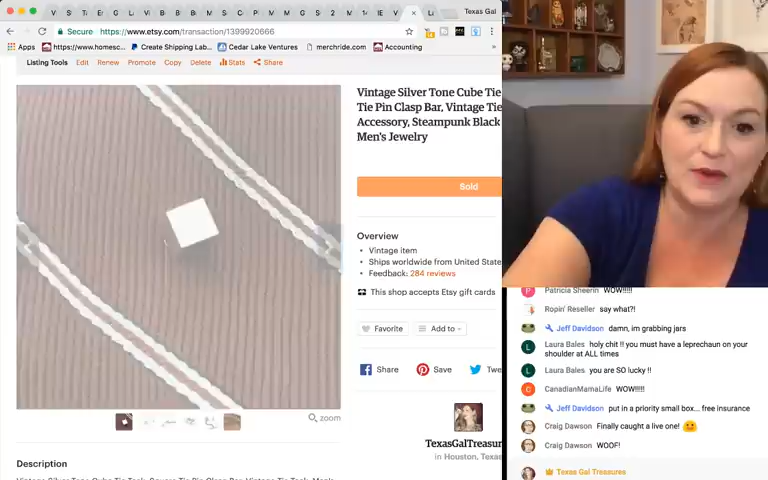 Texas Gal
Secure
https://www.etsy.com/transaction/1399920666
Apps
https://www.homesc...
Create Shipping Lab...
Cedar Lake Ventures
merchride.com
Accounting
»
Listing Tools
Edit
Renew
Promote
Copy
Delete
Stats
Share
Vintage Silver Tone Cube Tie
Tie Pin Clasp Bar, Vintage Tie
Accessory, Steampunk Black
Men's Jewelry
Sold
Overview
• Vintage item
• Ships worldwide from United State
• Feedback: 284 reviews
This shop accepts Etsy gift cards
Favorite
Add to
Share
Save
Twe
zoom
TexasGalTreasur
in Houston, Texas
Description
Patricia Sheerin WOW!!!!!
Ropin' Reseller say what?!
Jeff Davidson damn, im grabbing jars
Laura Bales holy chit !! you must have a leprechaun on your
shoulder at ALL times
Laura Bales you are SO lucky !!
CanadianMamaLife WOW!!!!!
Jeff Davidson put in a priority small box... free insurance
Craig Dawson Finally caught a live one!
Craig Dawson WOOF!
Texas Gal Treasures